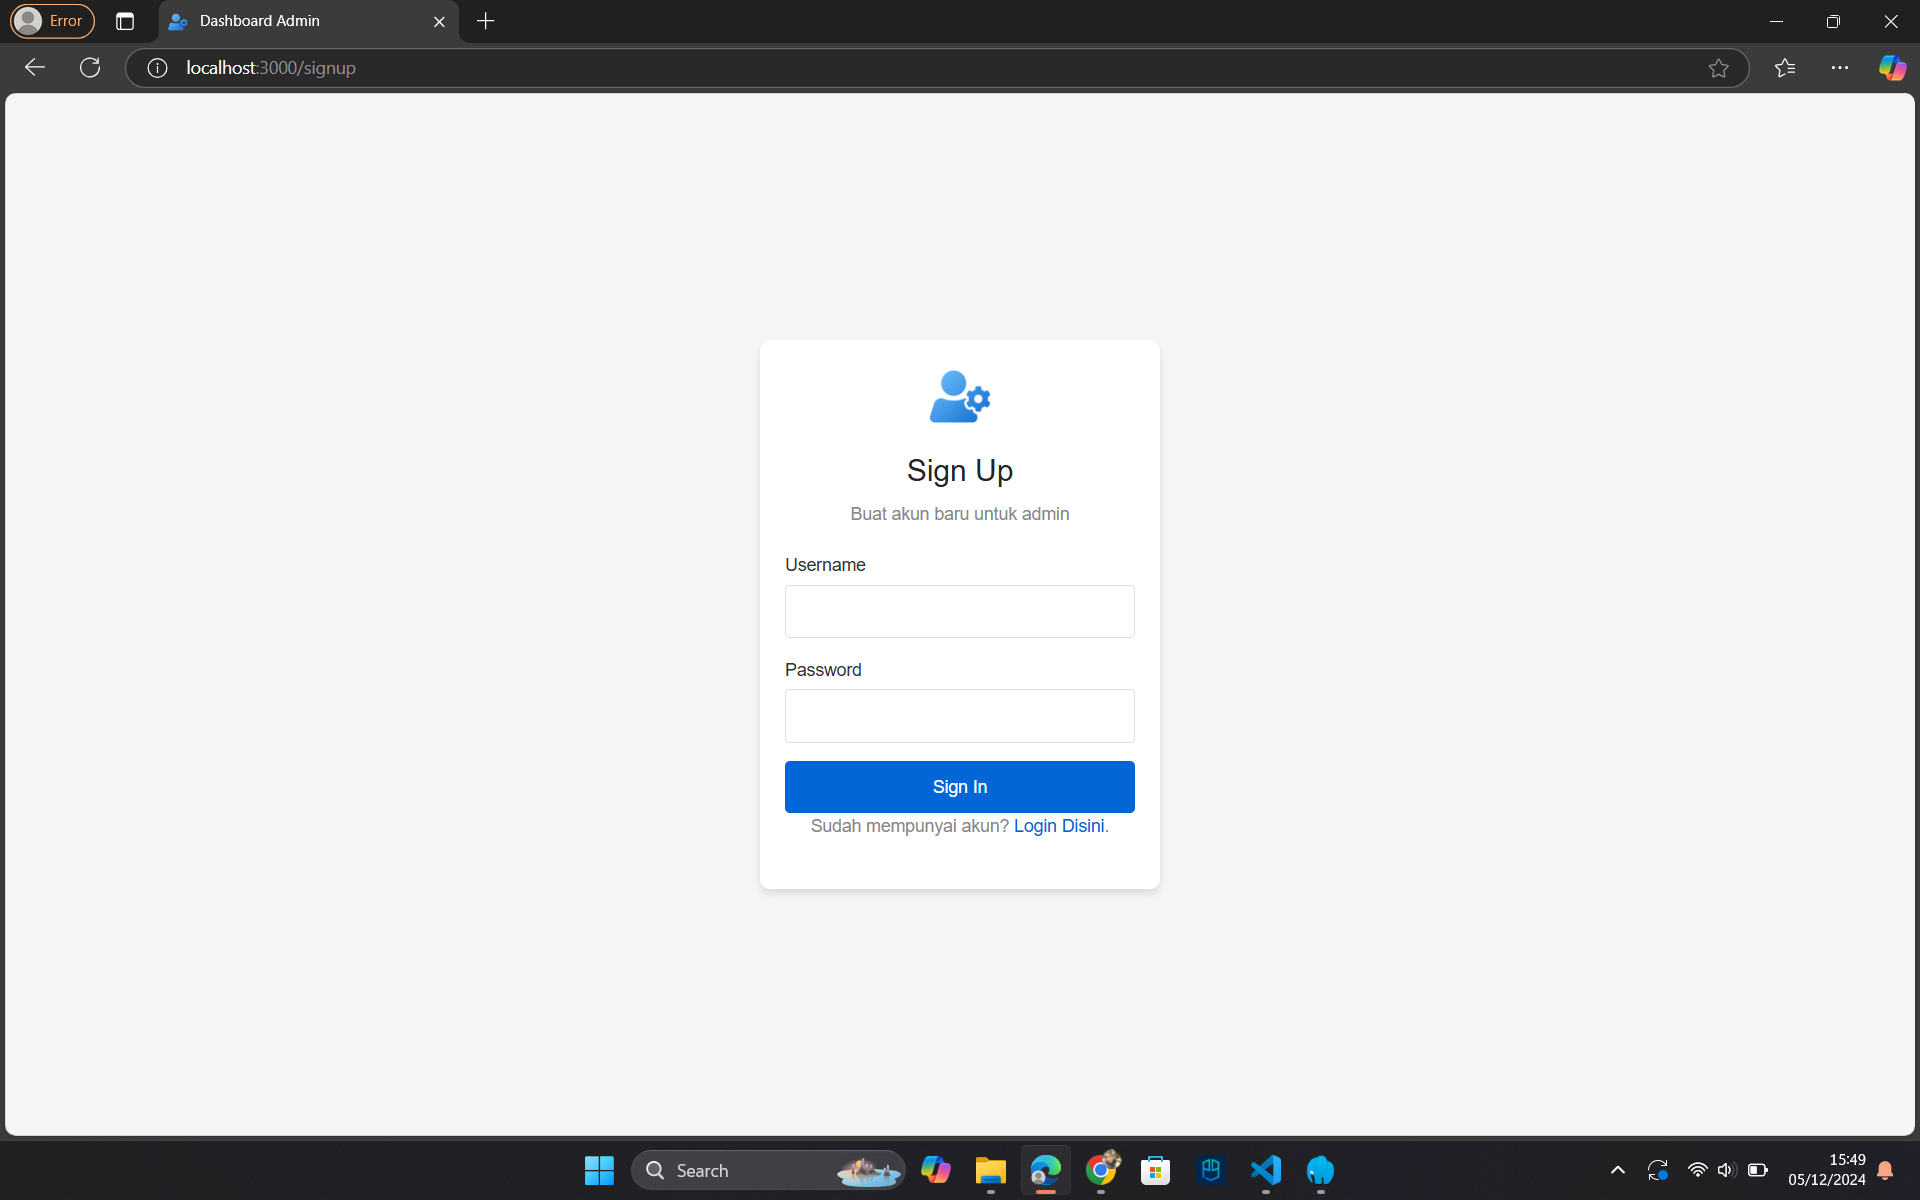 Error
Dashboard Admin
localhost:3000/signup
Sign Up
Buat akun baru untuk admin
Username
Password
Sign In
Sudah mempunyai akun? Login Disini.
Search
15:49
05/12/2024